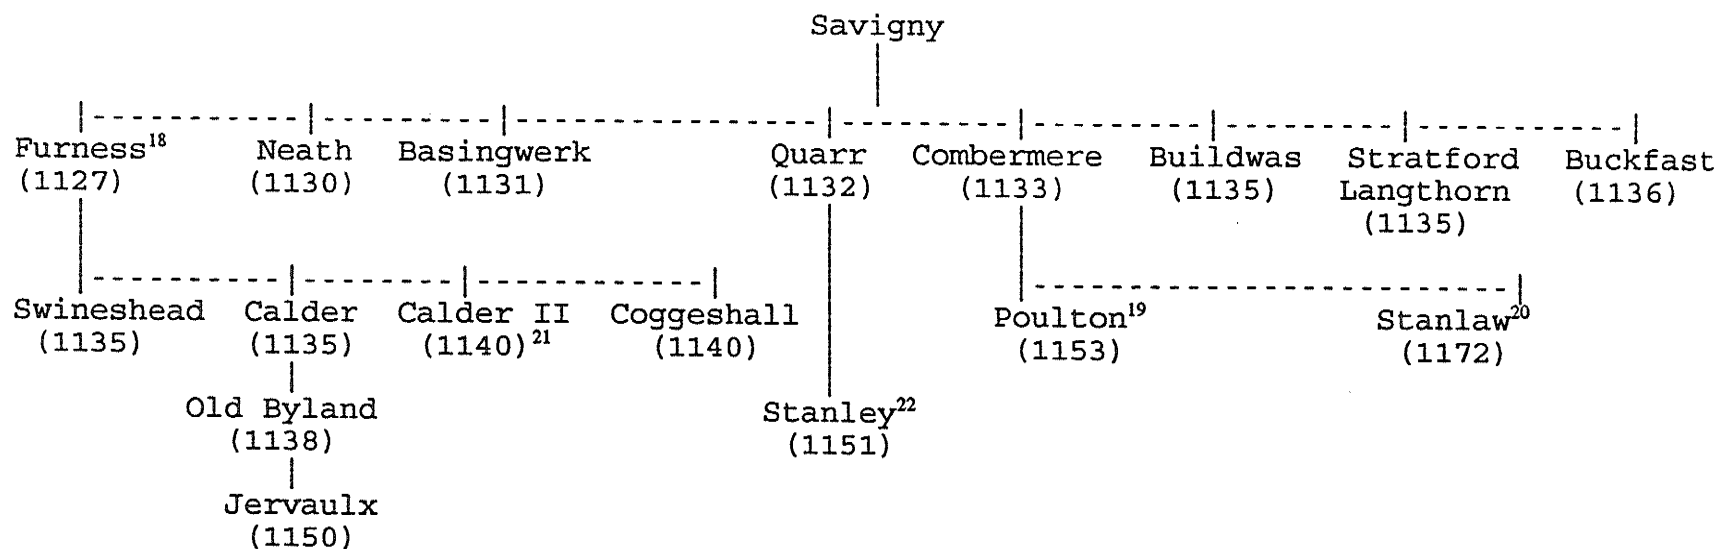 Savigny
Furness¹⁸ Neath Basingwerk Quarr Combermere Buildwas Stratford Buckfast
(1127) (1130) (1131) (1132) (1133) (1135) Langthorn (1136)
(1135)
Swineshead Calder Calder II Coggeshall Poulton¹⁹ Stanlaw²⁰
(1135) (1135) (1140)²¹ (1140) (1153) (1172)
Old Byland Stanley²²
(1138) (1151)
Jervaulx
(1150)